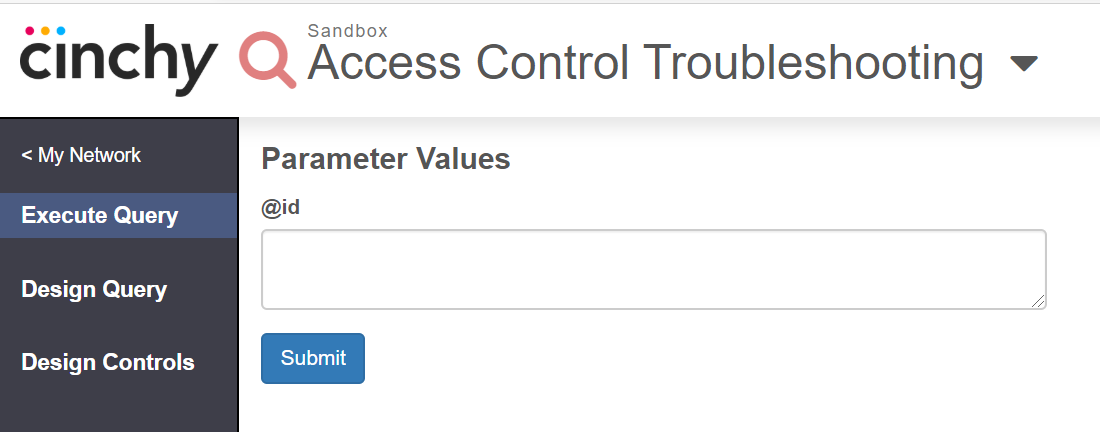 cinchy
Sandbox
Access Control Troubleshooting
< My Network
Execute Query
Design Query
Design Controls
Parameter Values
@id
Submit